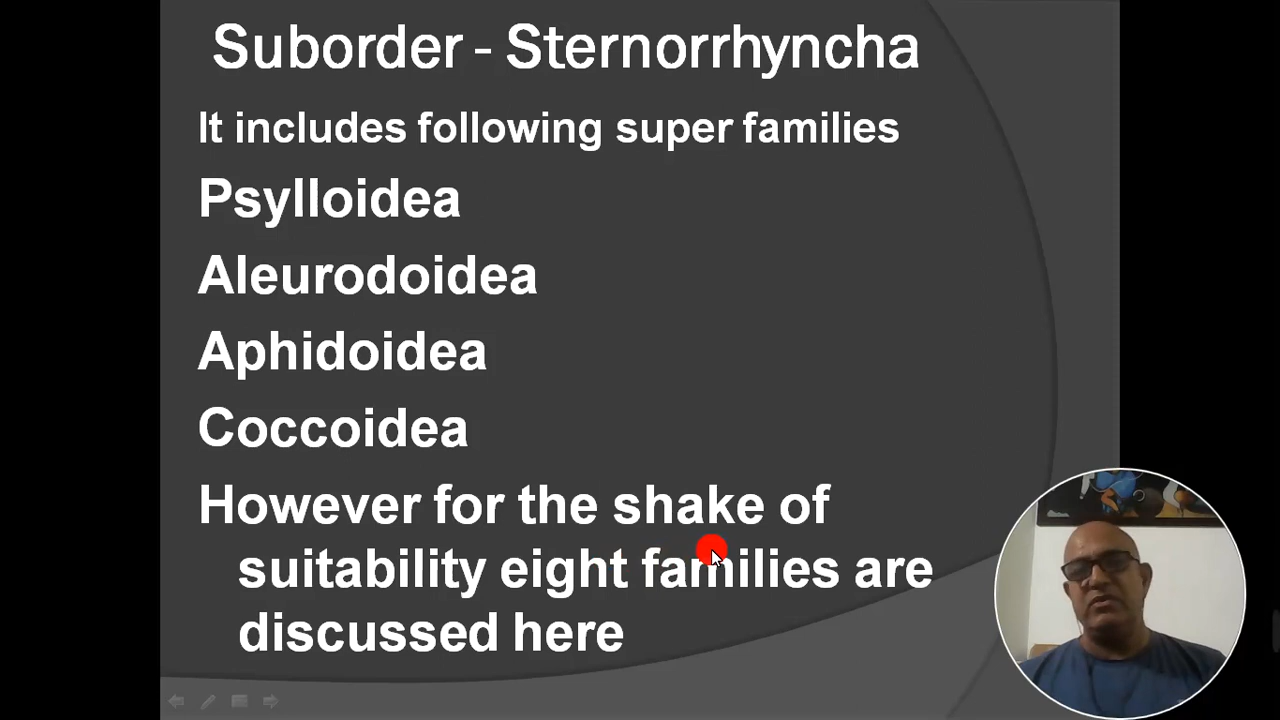 Suborder - Sternorrhyncha
It includes following super families
Psylloidea
Aleurodoidea
Aphidoidea
Coccoidea
However for the shake of
suitability eight families are
discussed here